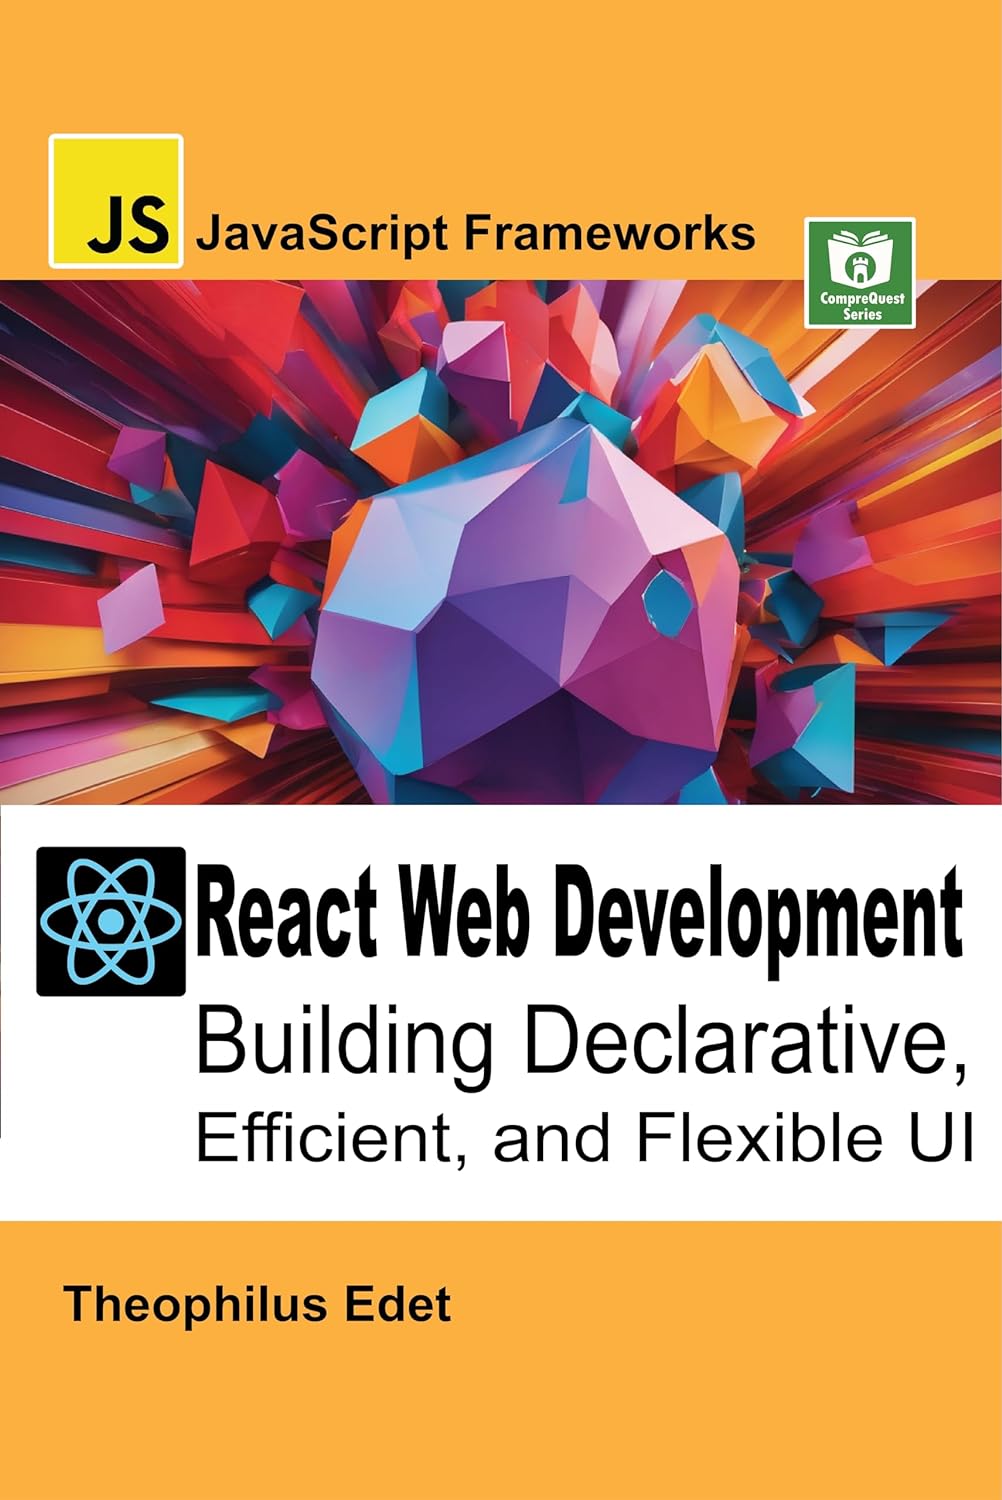 JS
JavaScript Frameworks
CompreQuest
Series
React Web Development
Building Declarative,
Efficient, and Flexible UI
Theophilus Edet